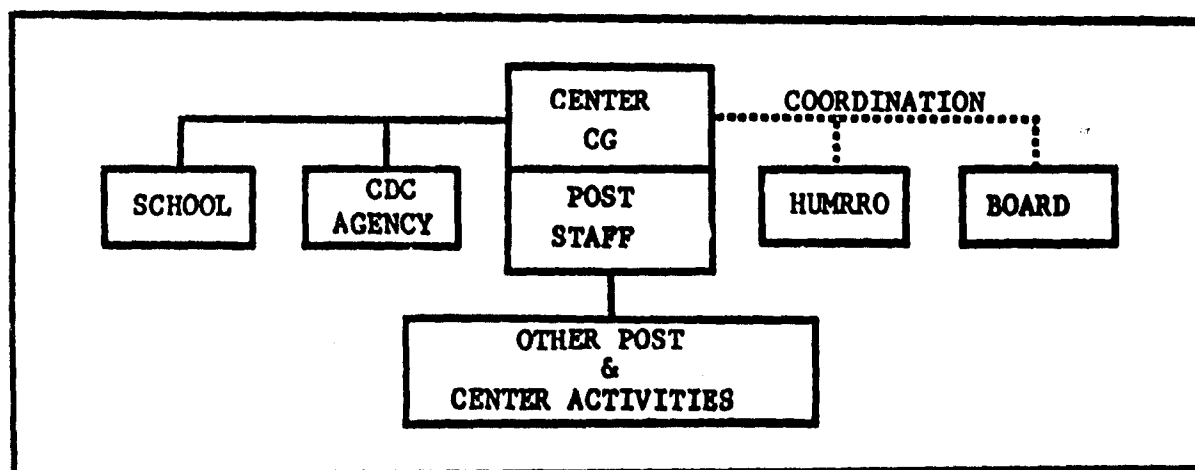 CENTER
CG
COORDINATION
SCHOOL
CDC
AGENCY
POST
STAFF
HUMRRO
BOARD
OTHER POST
&
CENTER ACTIVITIES